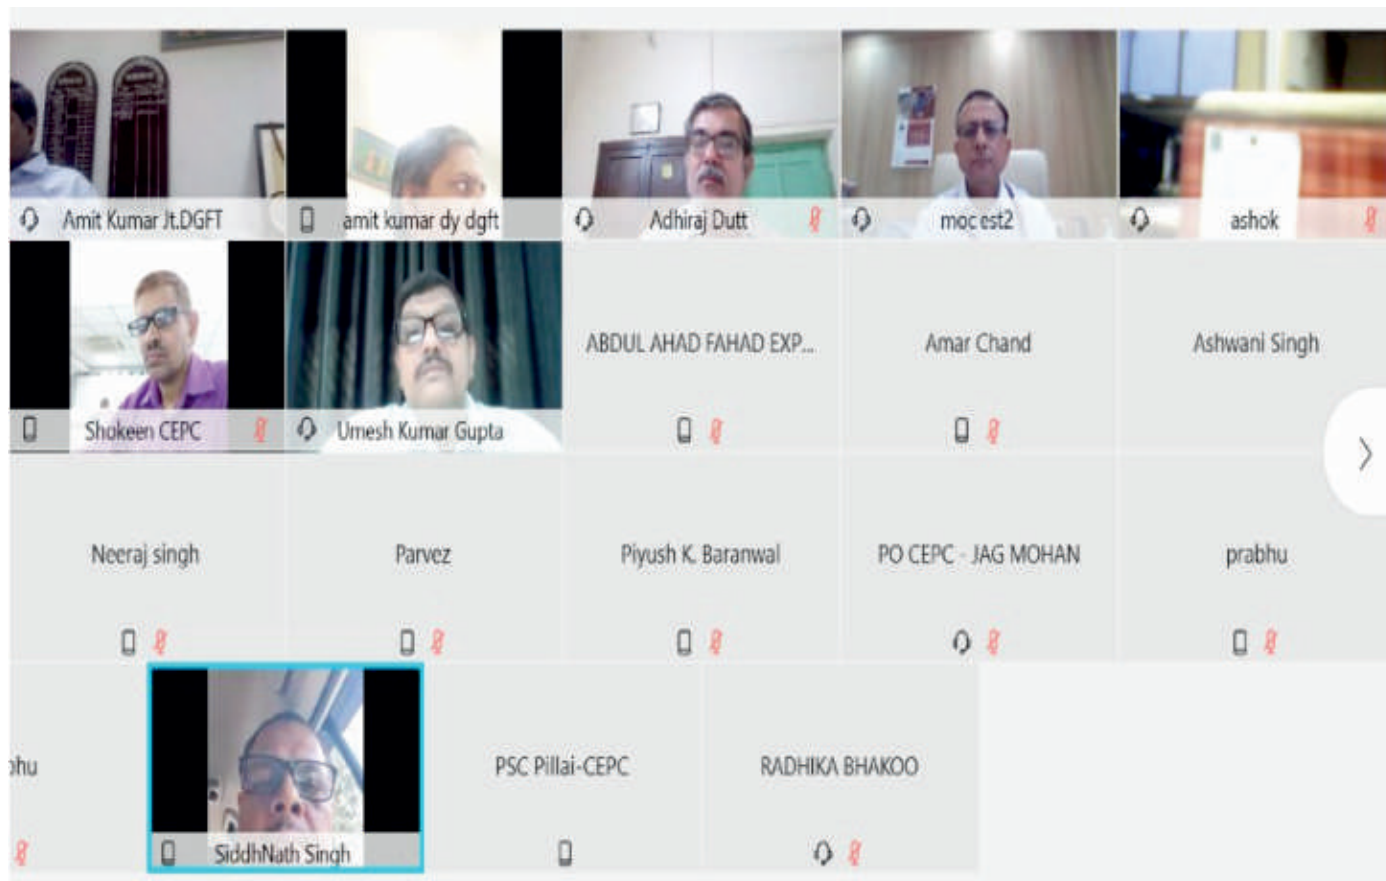 Amit Kumar Jt.DGFT
amit kumar dy dgft
Adhiraj Dutt
moc est2
ashok
Shokeen CEPC
Umesh Kumar Gupta
ABDUL AHAD FAHAD EXP...
Amar Chand
Ashwani Singh
Neeraj singh
Parvez
Piyush K. Baranwal
PO CEPC - JAG MOHAN
prabhu
bhu
SiddhNath Singh
PSC Pillai-CEPC
RADHIKA BHAKOO